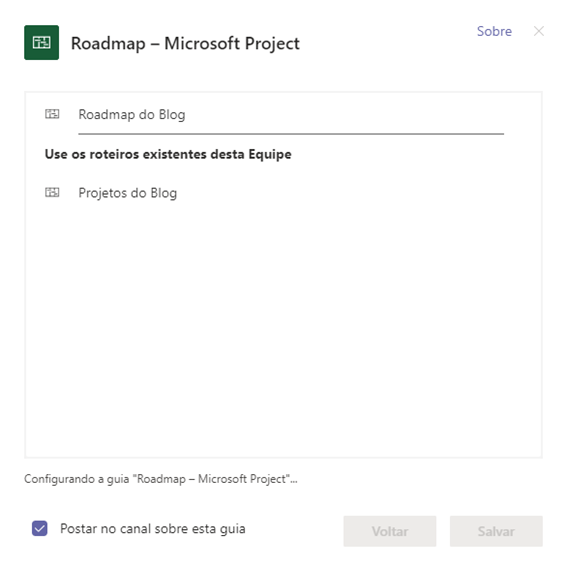 Roadmap – Microsoft Project
Sobre
Roadmap do Blog
Use os roteiros existentes desta Equipe
Projetos do Blog
Configurando a guia "Roadmap – Microsoft Project"...
Postar no canal sobre esta guia
Voltar
Salvar